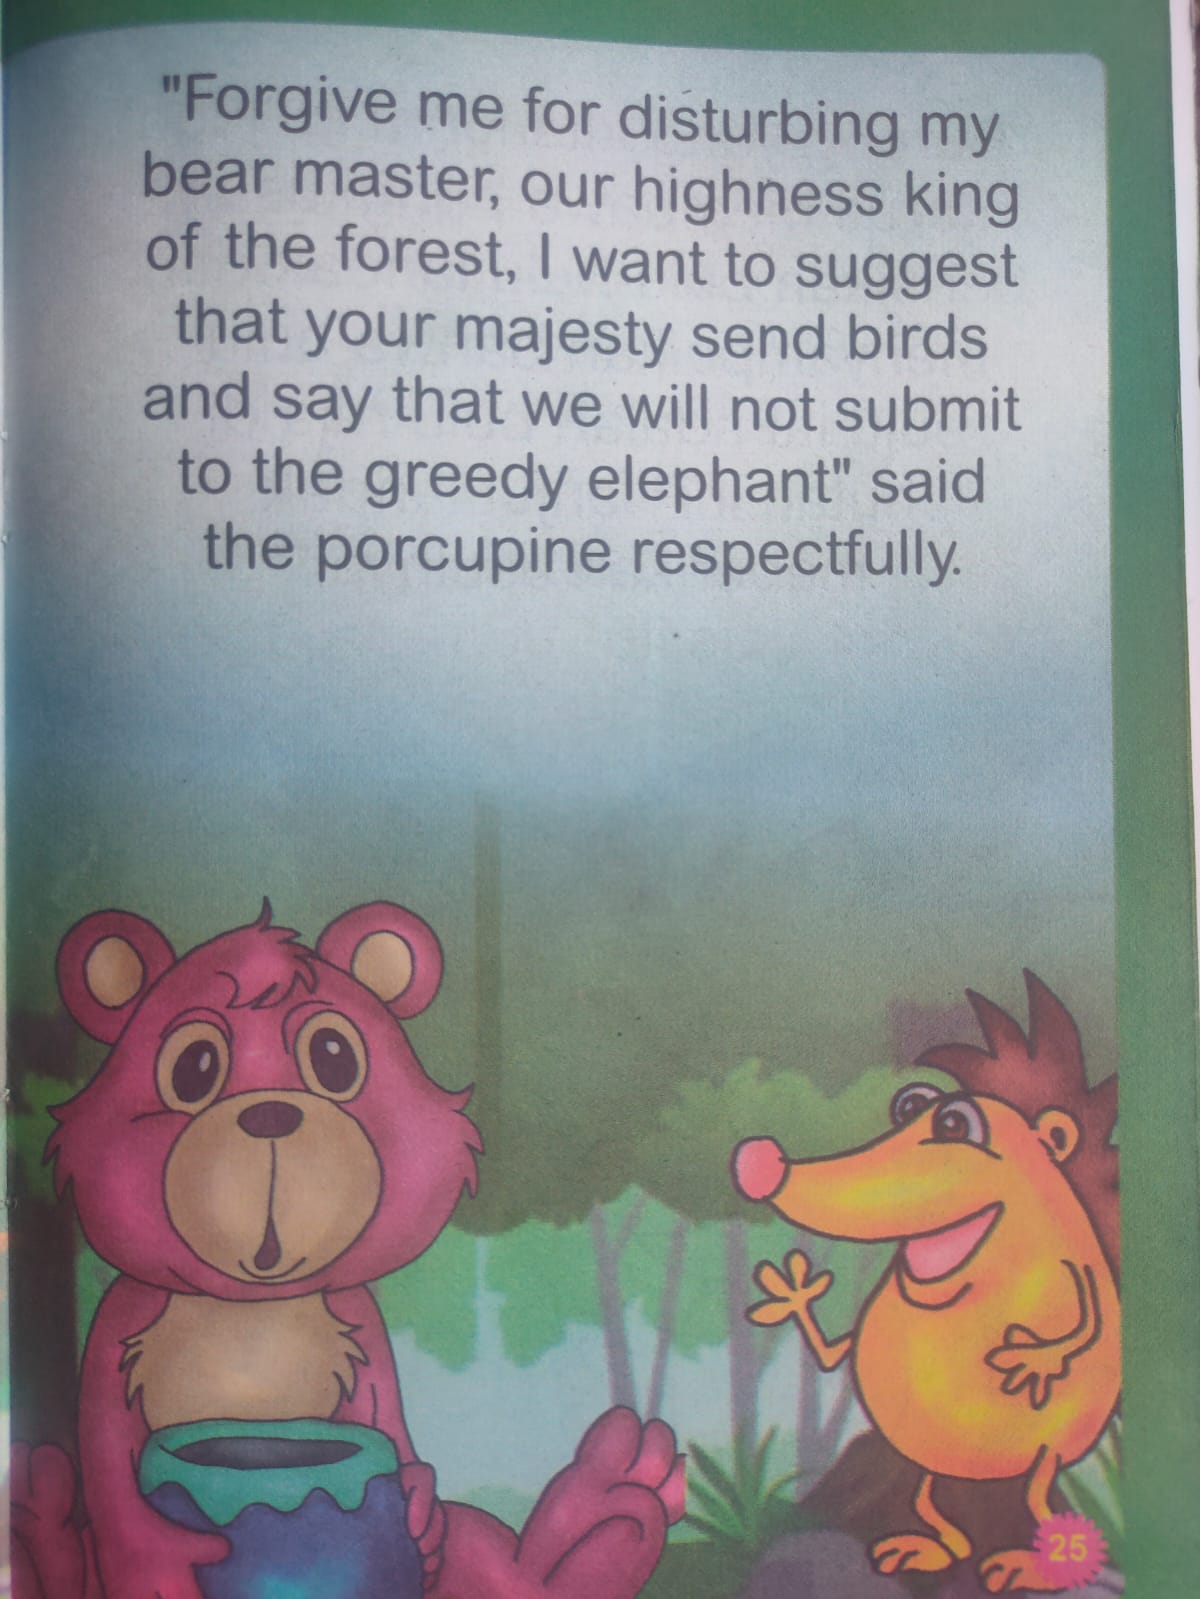 "Forgive me for disturbing my
bear master, our highness king
of the forest, I want to suggest
that your majesty send birds
and say that we will not submit
to the greedy elephant" said
the porcupine respectfully.
25